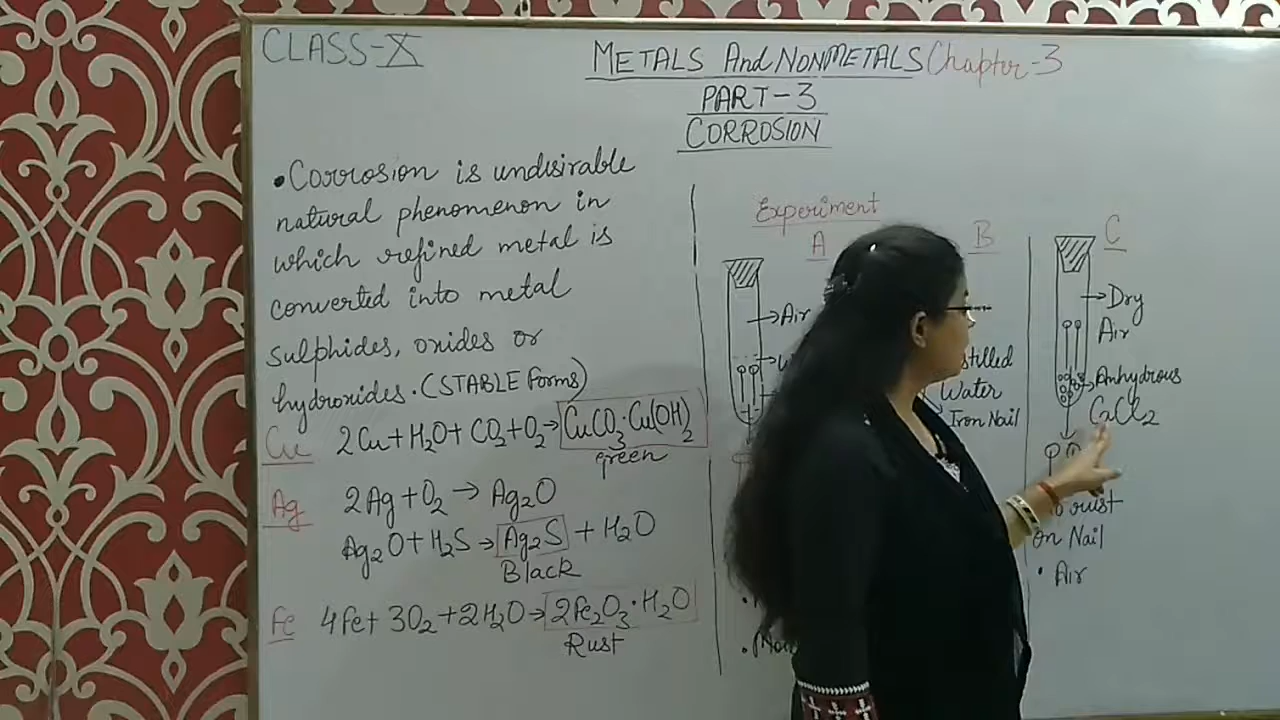 CLASS-X
METALS And NONMETALS Chapter-3
PART-3
CORROSION
• Corrosion is undisirable
natural phenomenon in
which refined metal is
converted into metal
sulphides, oxides or
hydroxides. (STABLE Forms)
Cu 2Cu+H₂O+CO₂+O₂→CuCO₃·Cu(OH)₂
green
Ag 2Ag+O₂→Ag₂O
Ag₂O+H₂S→Ag₂S+H₂O
Black
Fe 4Fe+3O₂+2H₂O→2Fe₂O₃·H₂O
Rust
Experiment
A
→Air
B
Water
Iron Nail
C
→Dry
Air
→Anhydrous
CaCl₂
rust
on Nail
• Air